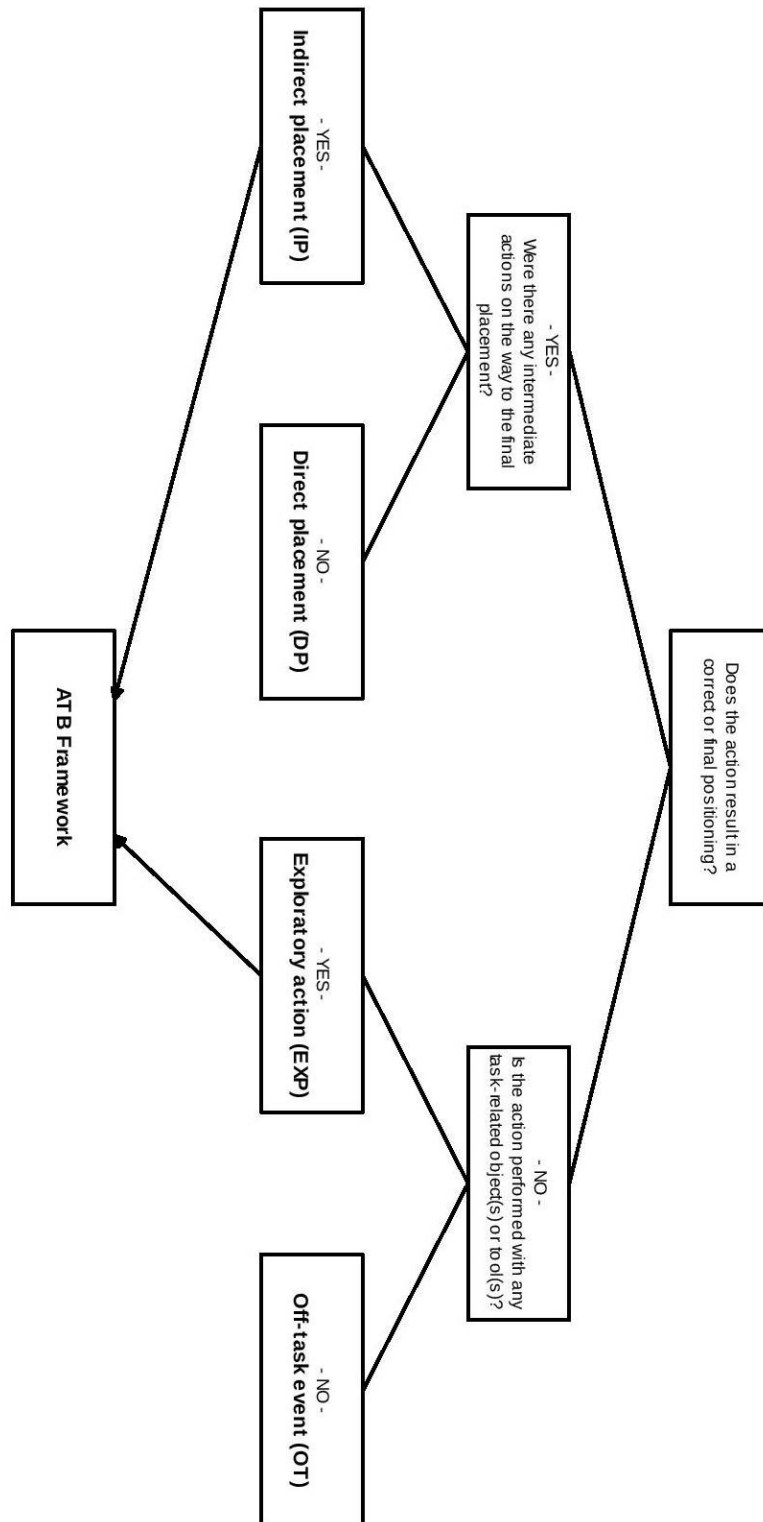 Does the action result in a
correct or final positioning?
- YES -
Were there any intermediate
actions on the way to the final
placement?
- NO -
Is the action performed with any
task-related object(s) or tool(s)?
- YES -
Indirect placement (IP)
- NO -
Direct placement (DP)
- YES -
Exploratory action (EXP)
- NO -
Off-task event (OT)
ATB Framework